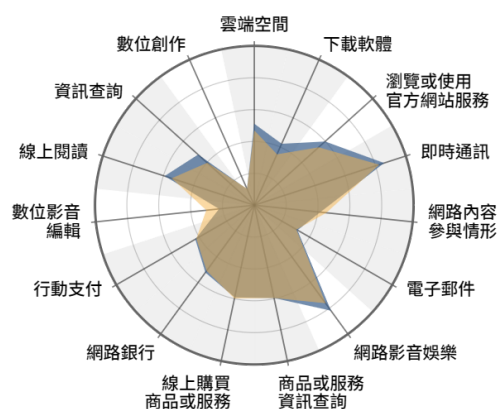 雲端空間
下載軟體
瀏覽或使用
官方網站服務
即時通訊
網路內容
參與情形
電子郵件
網路影音娛樂
商品或服務
資訊查詢
線上購買
商品或服務
網路銀行
行動支付
數位影音
編輯
線上閱讀
資訊查詢
數位創作